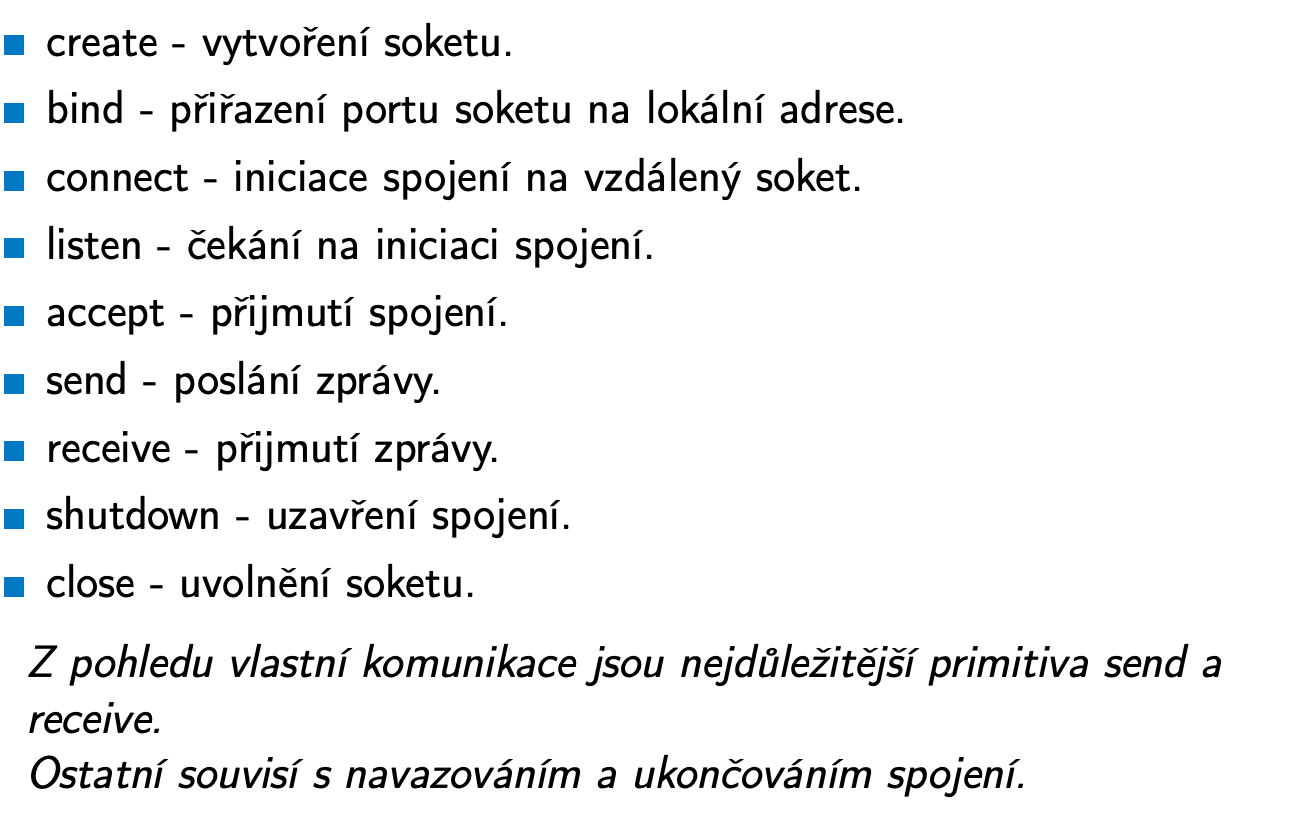 create - vytvoření soketu.
bind - přiřazení portu soketu na lokální adrese.
connect - iniciace spojení na vzdálený soket.
listen - čekání na iniciaci spojení.
accept - přijmutí spojení.
send - poslání zprávy.
receive - přijmutí zprávy.
shutdown - uzavření spojení.
close - uvolnění soketu.
Z pohledu vlastní komunikace jsou nejdůležitější primitiva send a
receive.
Ostatní souvisí s navazováním a ukončováním spojení.